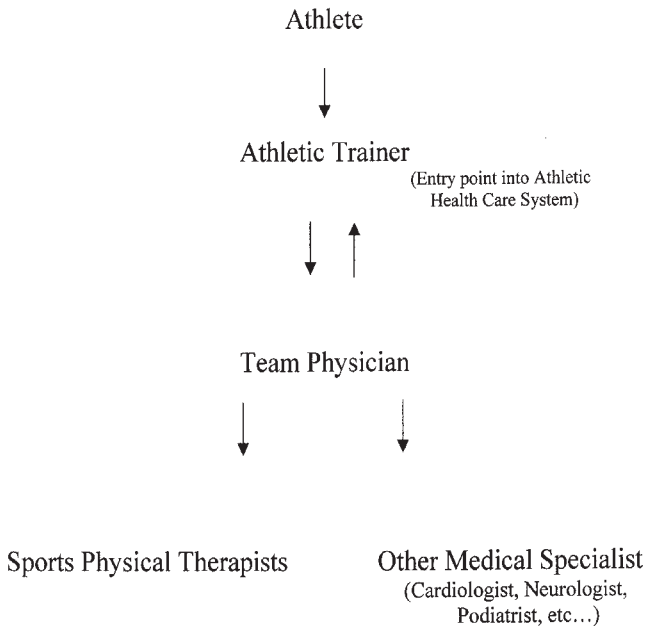 Athlete
Athletic Trainer
(Entry point into Athletic
Health Care System)
Team Physician
Sports Physical Therapists
Other Medical Specialist
(Cardiologist, Neurologist,
Podiatrist, etc...)